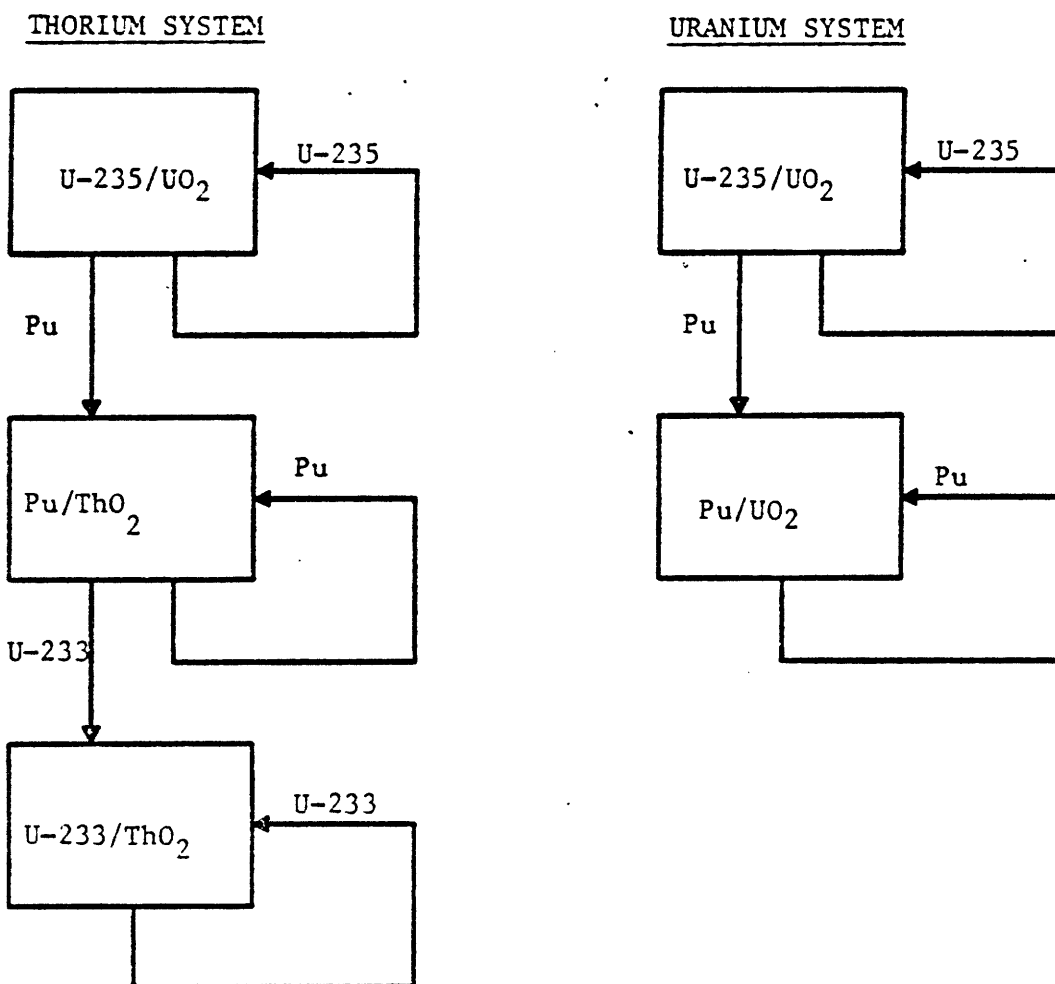 THORIUM SYSTEM
U-235/UO2
U-235
Pu
Pu/ThO2
Pu
U-233
U-233/ThO2
U-233
URANIUM SYSTEM
U-235/UO2
U-235
Pu
Pu/UO2
Pu